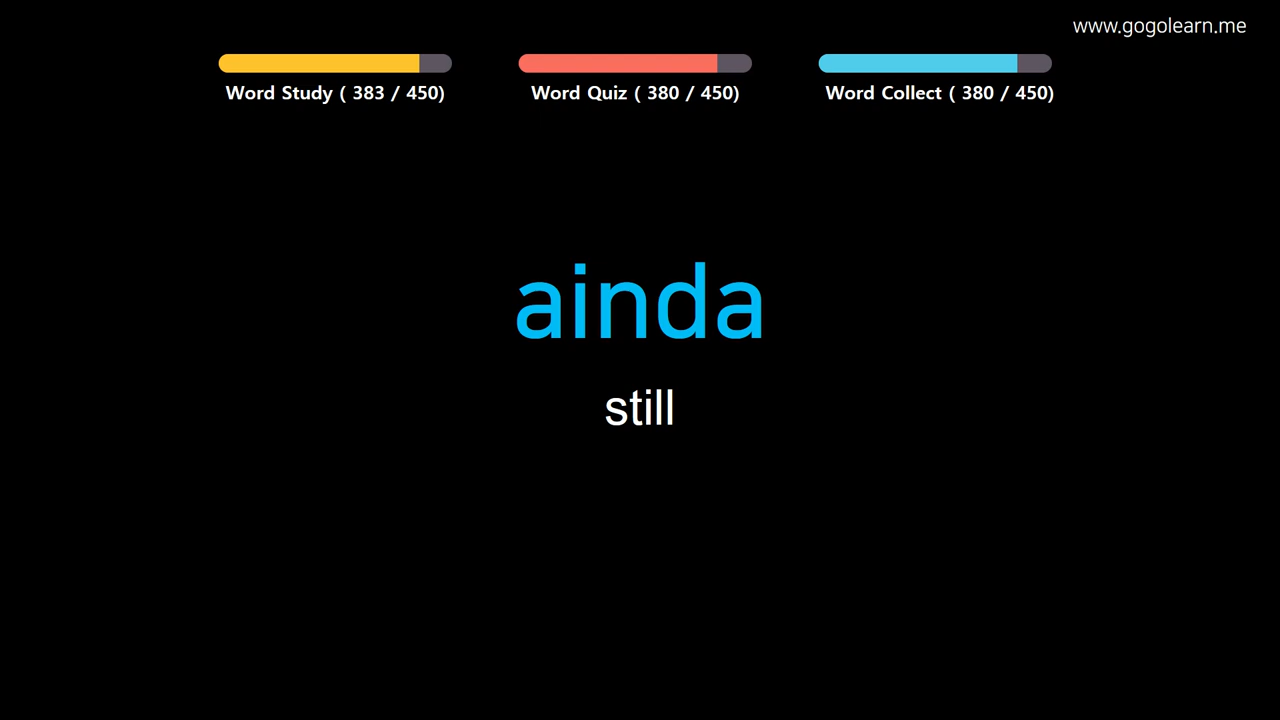 www.gogolearn.me
Word Study ( 383 / 450)
Word Quiz ( 380 / 450)
Word Collect ( 380 / 450)
ainda
still